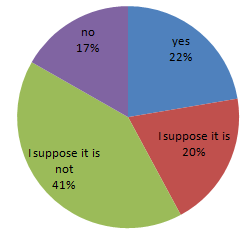 no
17%
yes
22%
I suppose it is
20%
I suppose it is
not
41%